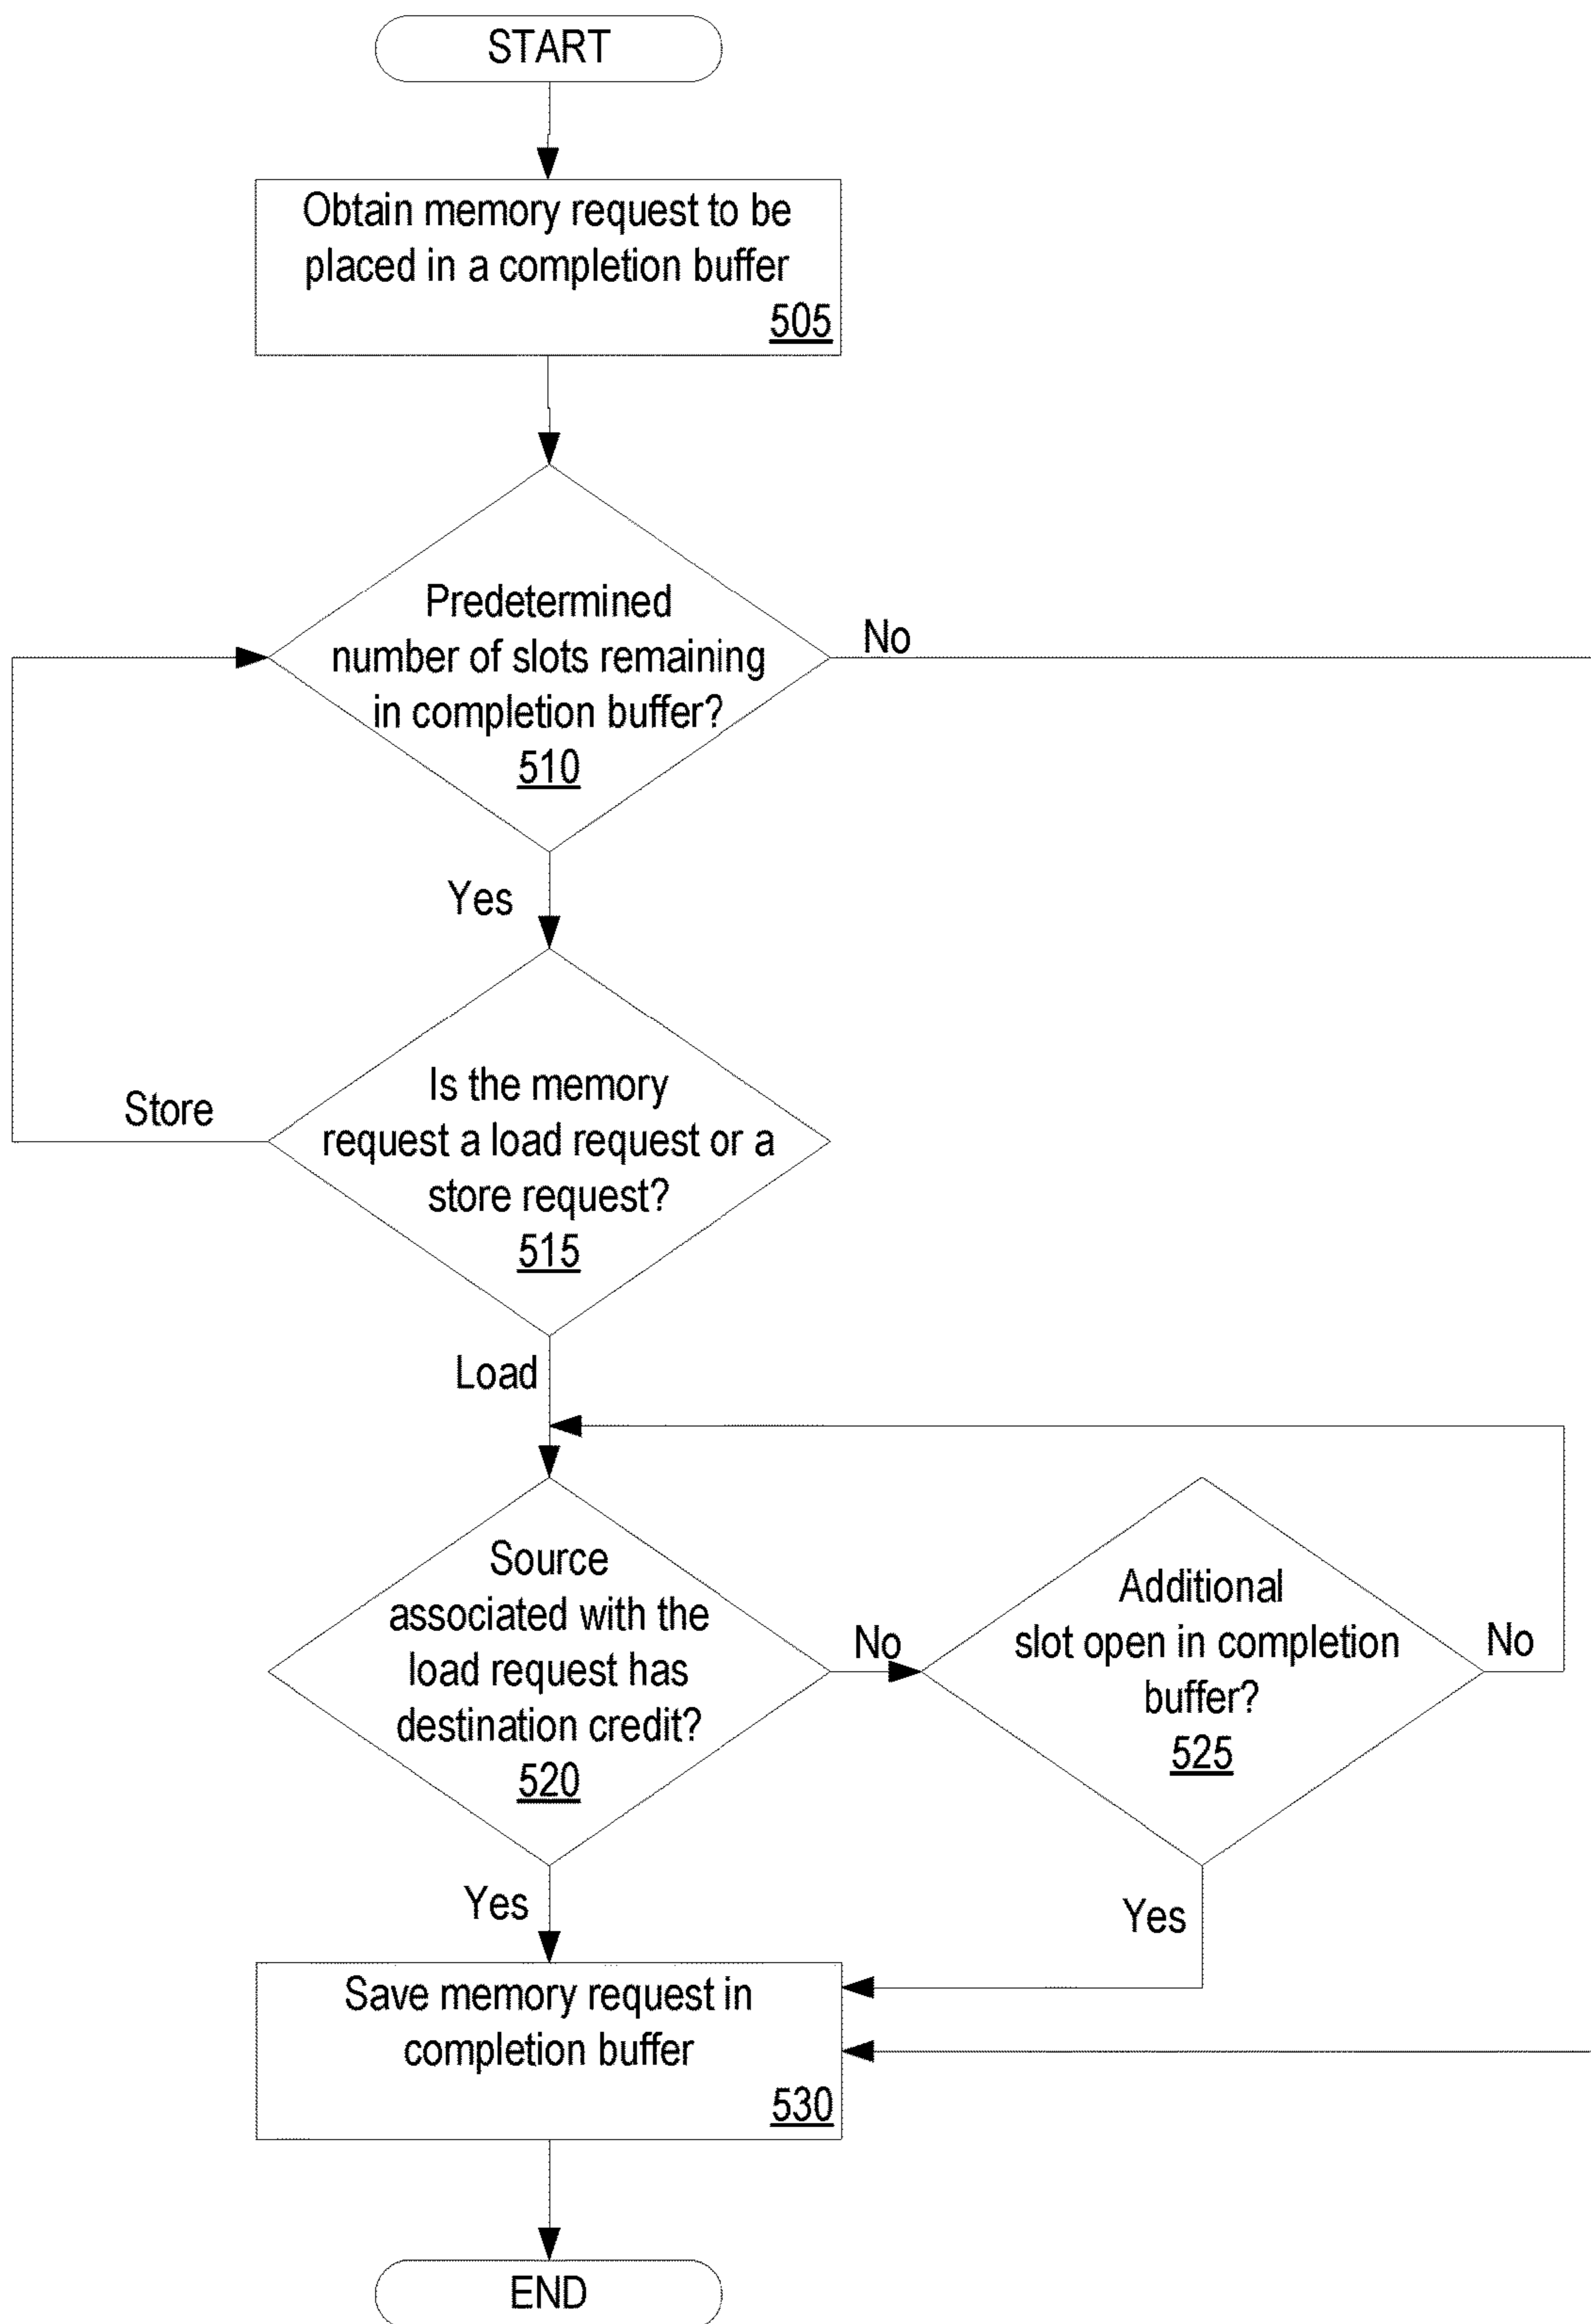 START
Obtain memory request to be
placed in a completion buffer
505
Predetermined
number of slots remaining
in completion buffer?
510
No
Yes
Is the memory
request a load request or a
store request?
515
Store
Load
Source
associated with the
load request has
destination credit?
520
No
Additional
slot open in completion
buffer?
525
No
Yes
Yes
Save memory request in
completion buffer
530
END